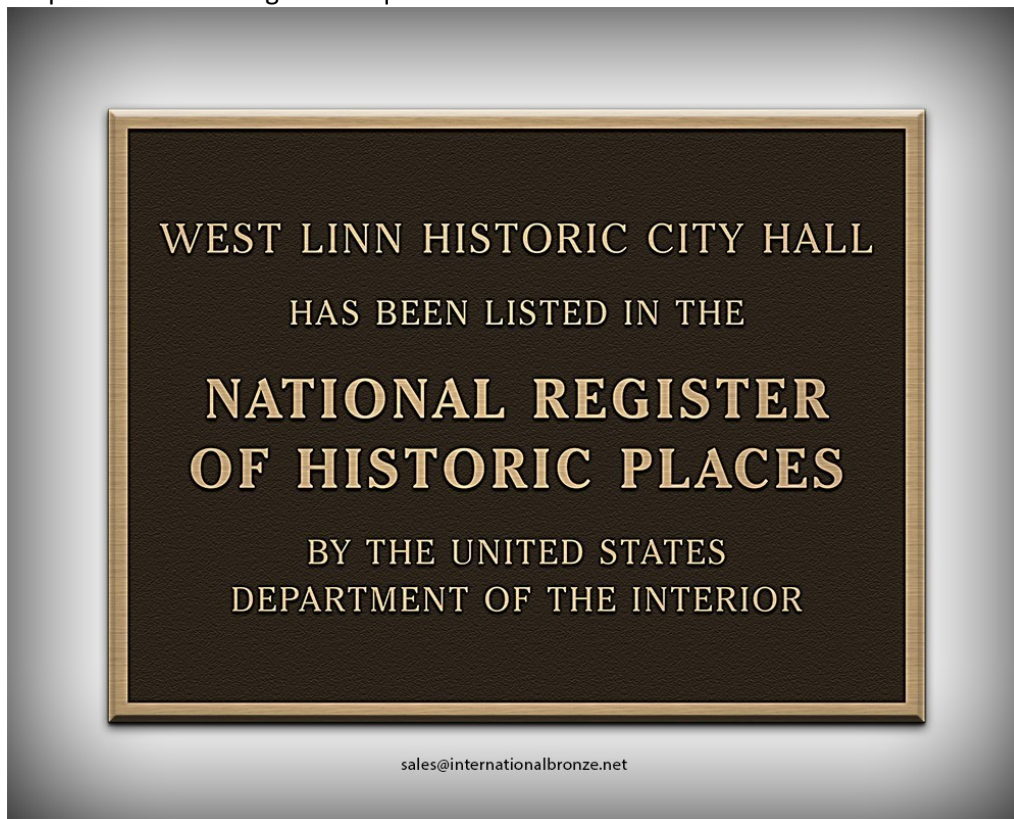 WEST LINN HISTORIC CITY HALL
HAS BEEN LISTED IN THE
NATIONAL REGISTER
OF HISTORIC PLACES
BY THE UNITED STATES
DEPARTMENT OF THE INTERIOR
sales@internationalbronze.net